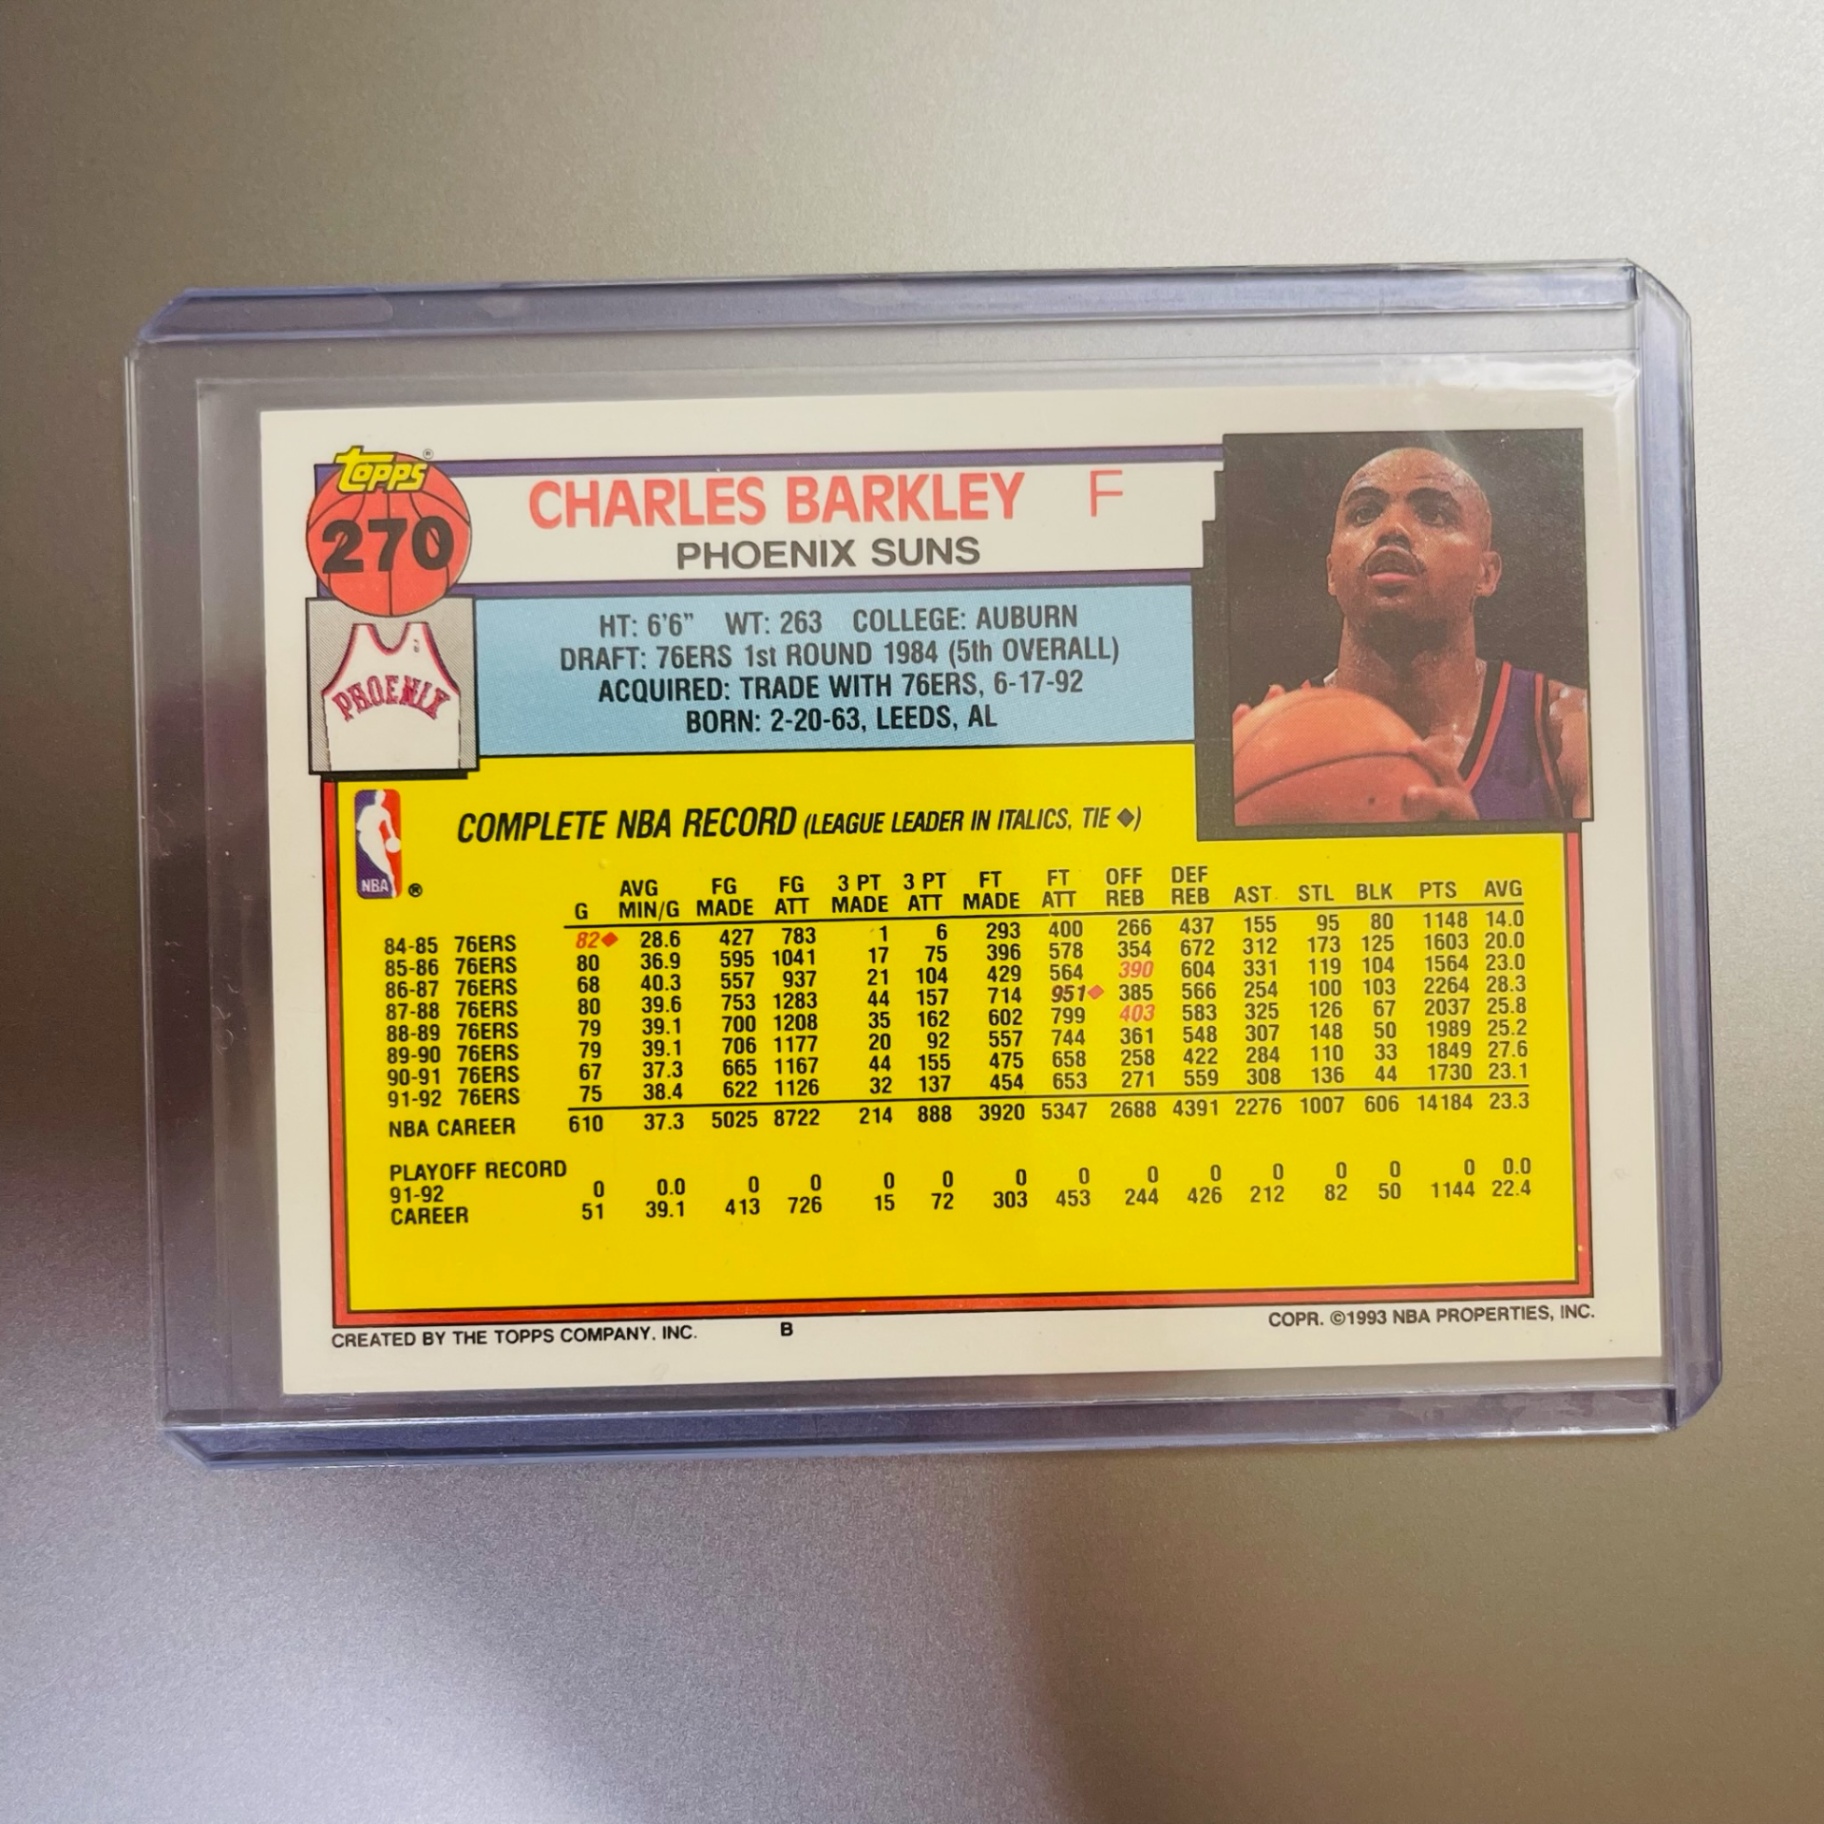 Topps®
270
CHARLES BARKLEY F
PHOENIX SUNS
PHOENIX
HT: 6'6" WT: 263 COLLEGE: AUBURN
DRAFT: 76ERS 1st ROUND 1984 (5th OVERALL)
ACQUIRED: TRADE WITH 76ERS, 6-17-92
BORN: 2-20-63, LEEDS, AL
NBA ®
COMPLETE NBA RECORD (LEAGUE LEADER IN ITALICS, TIE ◆)
AVG FG FG 3 PT 3 PT FT FT OFF DEF
G MIN/G MADE ATT MADE ATT MADE ATT REB REB AST. STL BLK PTS AVG
84-85 76ERS 82◆ 28.6 427 783 1 6 293 400 266 437 155 95 80 1148 14.0
85-86 76ERS 80 36.9 595 1041 17 75 396 578 354 672 312 173 125 1603 20.0
86-87 76ERS 68 40.3 557 937 21 104 429 564 390 604 331 119 104 1564 23.0
87-88 76ERS 80 39.6 753 1283 44 157 714 951◆ 385 566 254 100 103 2264 28.3
88-89 76ERS 79 39.1 700 1208 35 162 602 799 403 583 325 126 67 2037 25.8
89-90 76ERS 79 39.1 706 1177 20 92 557 744 361 548 307 148 50 1989 25.2
90-91 76ERS 67 37.3 665 1167 44 155 475 658 258 422 284 110 33 1849 27.6
91-92 76ERS 75 38.4 622 1126 32 137 454 653 271 559 308 136 44 1730 23.1
NBA CAREER 610 37.3 5025 8722 214 888 3920 5347 2688 4391 2276 1007 606 14184 23.3
PLAYOFF RECORD
91-92 0 0.0 0 0 0 0 0 0 0 0 0 0 0 0 0.0
CAREER 51 39.1 413 726 15 72 303 453 244 426 212 82 50 1144 22.4
CREATED BY THE TOPPS COMPANY, INC. B COPR. ©1993 NBA PROPERTIES, INC.